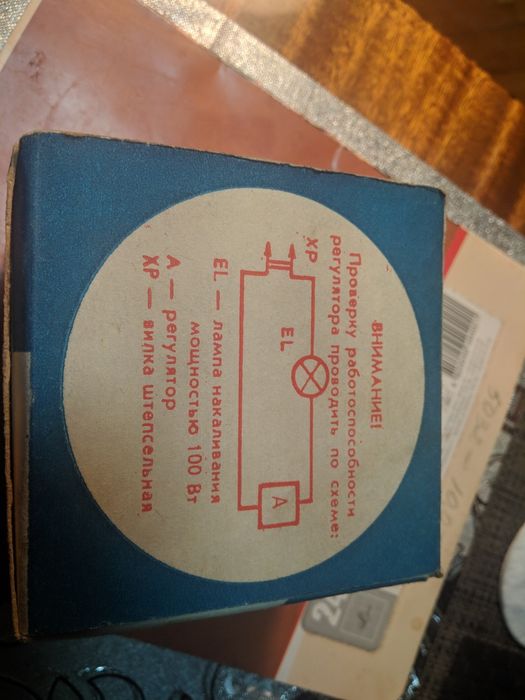 ВНИМАНИЕ!
Проверку работоспособности
регулятора проводить по схеме:
XP
EL
A
EL — лампа накаливания
мощностью 100 Вт
A — регулятор
XP — вилка штепсельная